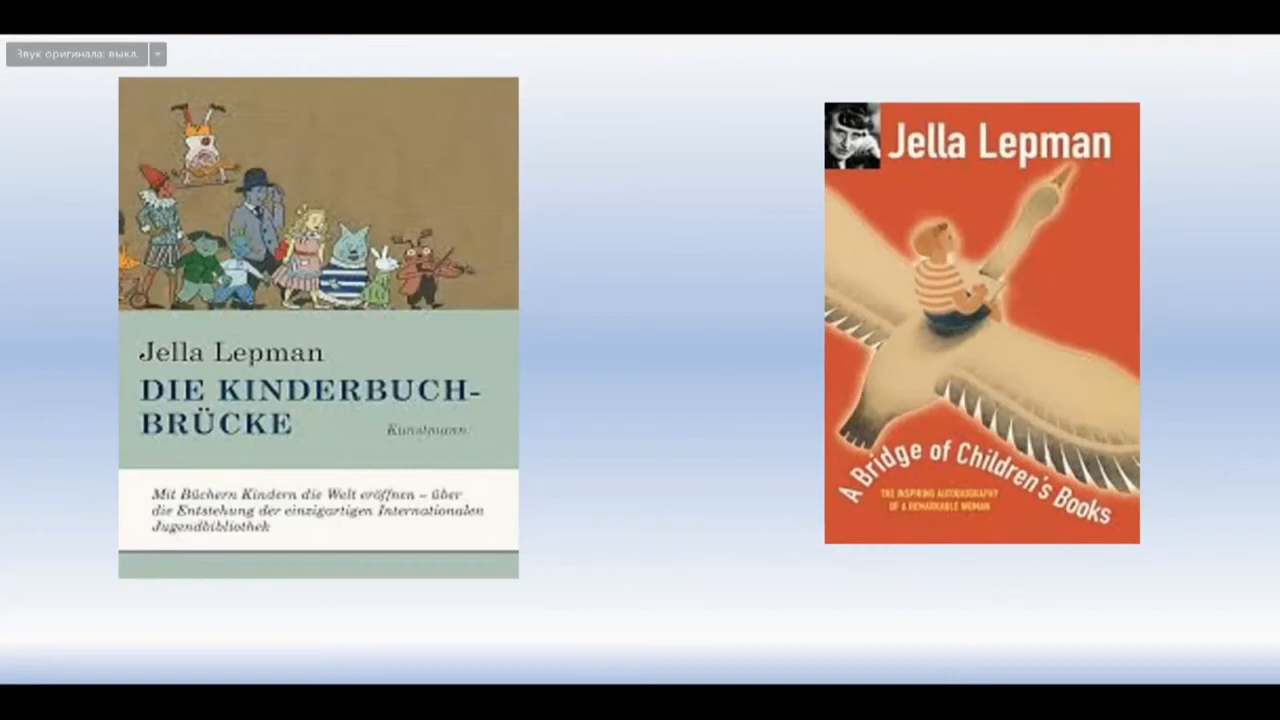 Звук оригинала: выкл.
Jella Lepman
DIE KINDERBUCH-
BRÜCKE
Kunstmann
Mit Büchern Kindern die Welt eröffnen – über
die Entstehung der einzigartigen Internationalen
Jugendbibliothek
Jella Lepman
A Bridge of Children's Books
THE INSPIRING AUTOBIOGRAPHY
OF A REMARKABLE WOMAN